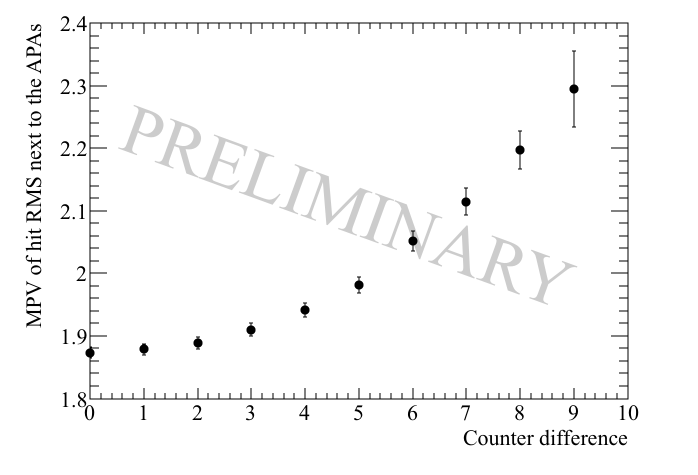 MPV of hit RMS next to the APAs
2.4
2.3
2.2
2.1
2
1.9
1.8
PRELIMINARY
0 1 2 3 4 5 6 7 8 9 10
Counter difference